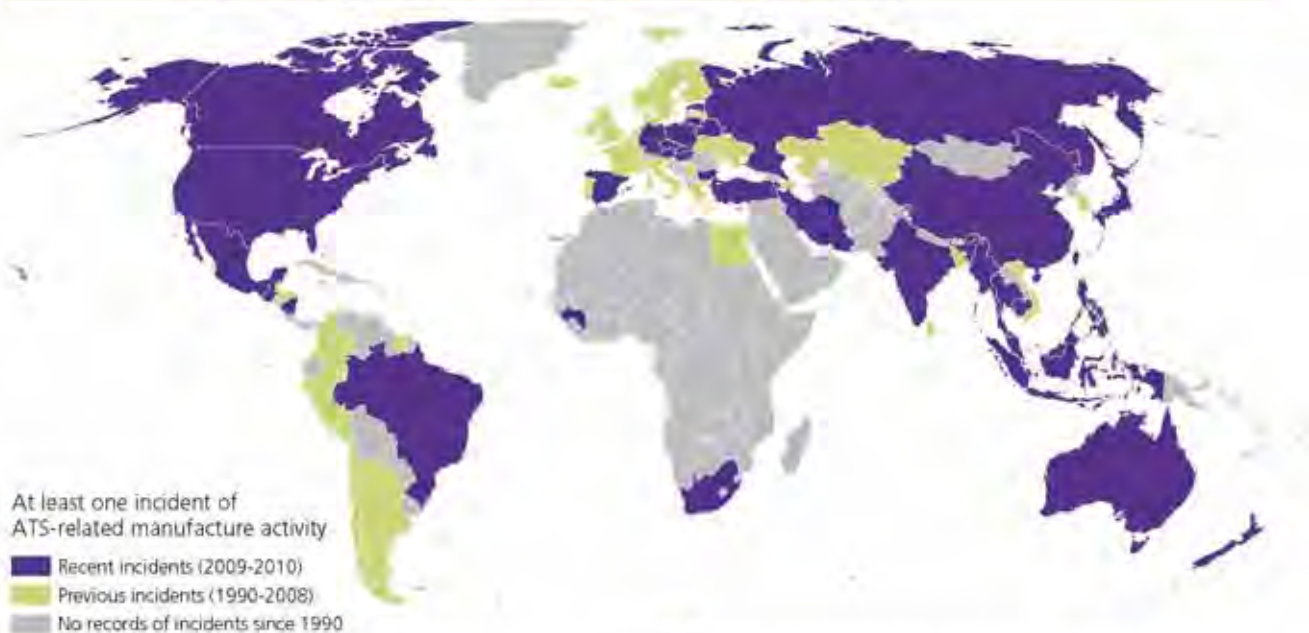 At least one incident of
ATS-related manufacture activity
Recent incidents (2009-2010)
Previous incidents (1990-2008)
No records of incidents since 1990